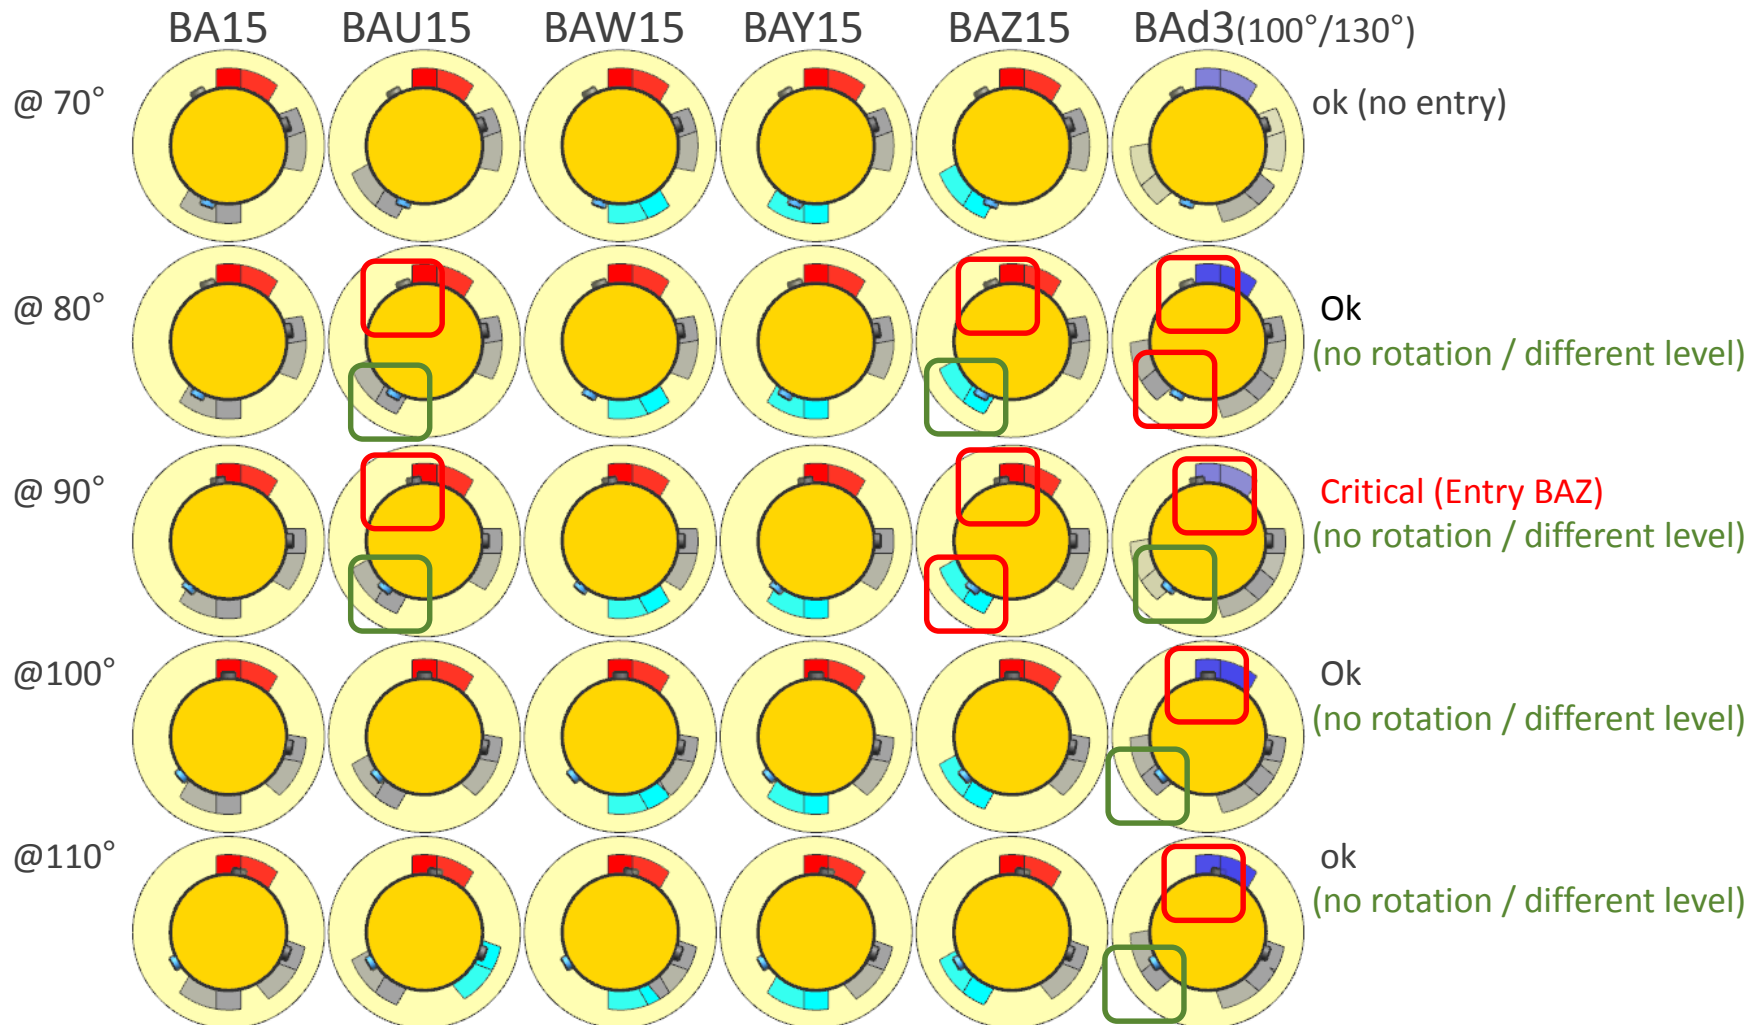 BA15 BAU15 BAW15 BAY15 BAZ15 BAd3(100°/130°)
@ 70° ok (no entry)
@ 80° Ok
(no rotation / different level)
@ 90° Critical (Entry BAZ)
(no rotation / different level)
@100° Ok
(no rotation / different level)
@110° ok
(no rotation / different level)